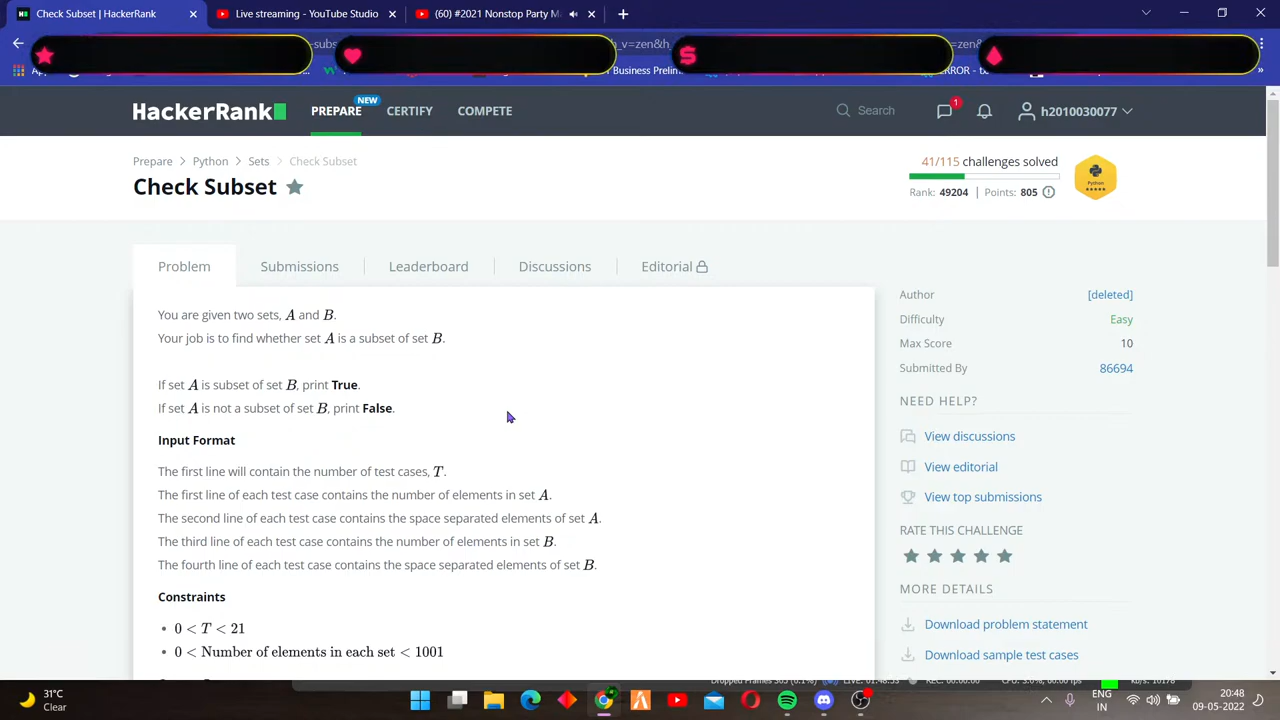 Check Subset | HackerRank
Live streaming - YouTube Studio
(60) #2021 Nonstop Party M
Business Prelim
ERROR
HackerRank
PREPARE
NEW
CERTIFY
COMPETE
Search
1
h2010030077
Prepare > Python > Sets > Check Subset
Check Subset
41/115 challenges solved
Rank: 49204 | Points: 805
Python
Problem
Submissions
Leaderboard
Discussions
Editorial
You are given two sets, A and B.
Your job is to find whether set A is a subset of set B.
If set A is subset of set B, print True.
If set A is not a subset of set B, print False.
Input Format
The first line will contain the number of test cases, T.
The first line of each test case contains the number of elements in set A.
The second line of each test case contains the space separated elements of set A.
The third line of each test case contains the number of elements in set B.
The fourth line of each test case contains the space separated elements of set B.
Constraints
• 0 < T < 21
• 0 < Number of elements in each set < 1001
Author [deleted]
Difficulty Easy
Max Score 10
Submitted By 86694
NEED HELP?
View discussions
View editorial
View top submissions
RATE THIS CHALLENGE
MORE DETAILS
Download problem statement
Download sample test cases
31°C
Clear
ENG
IN
20:48
09-05-2022